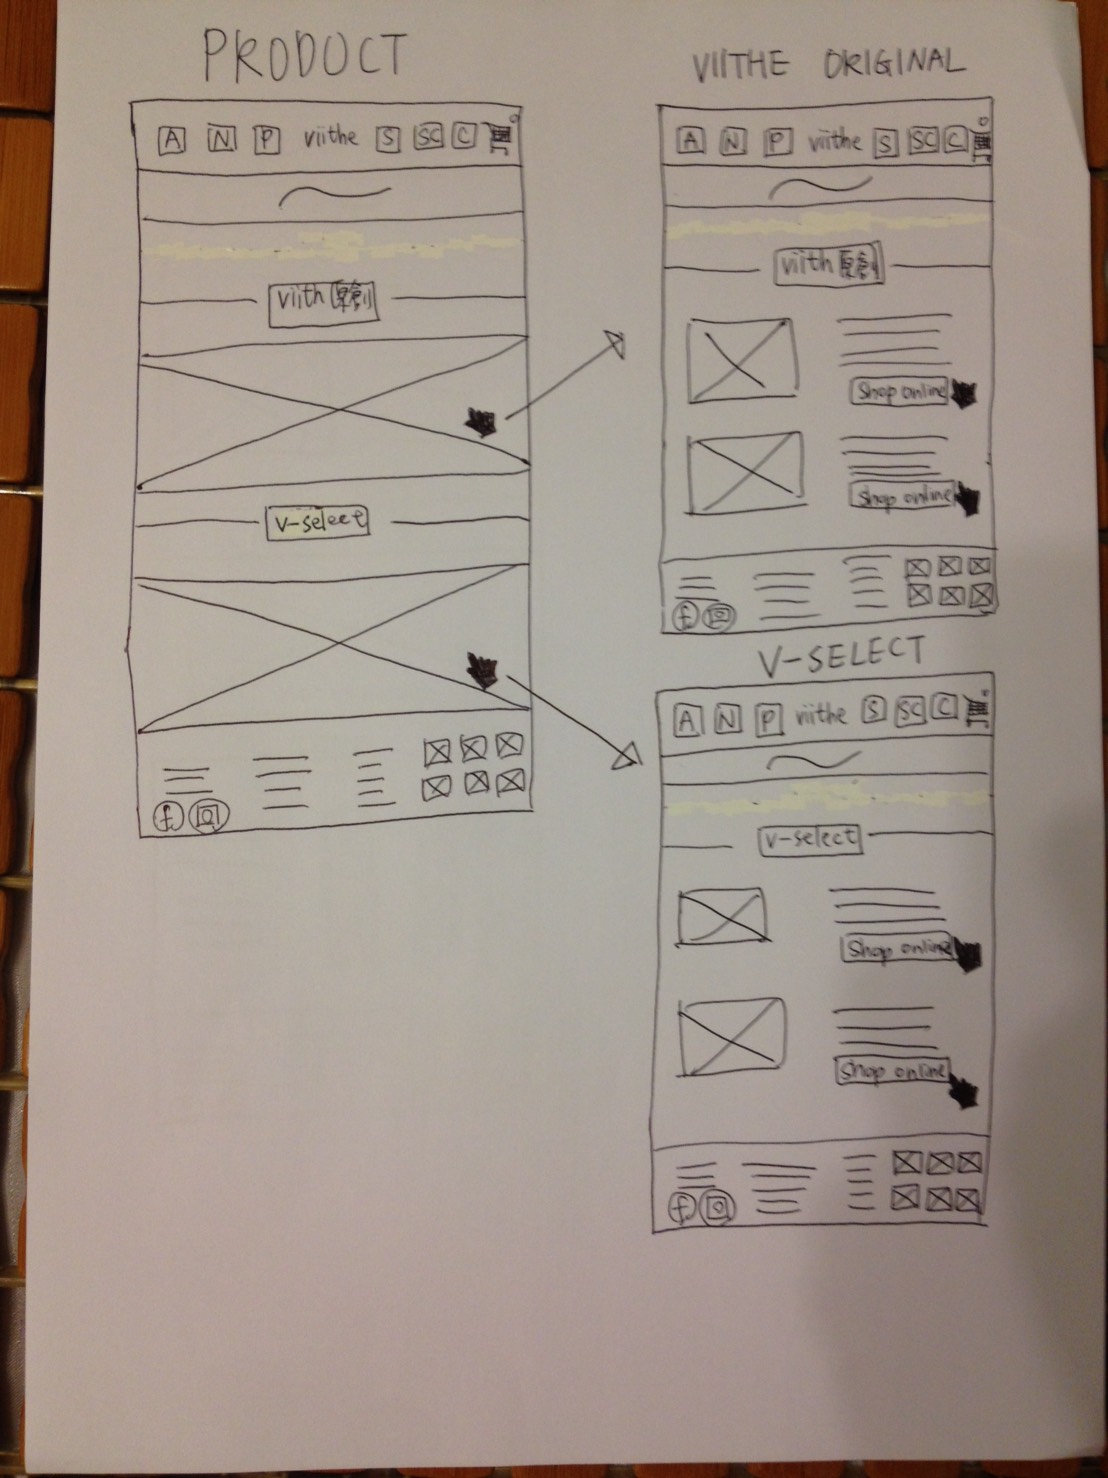 PRODUCT
A N P viithe S SC C
viith 原創
v-select
f
VIITHE ORIGINAL
A N P viithe S SC C
viith 原創
Shop online
Shop online
f
V-SELECT
A N P viithe S SC C
v-select
Shop online
Shop online
f